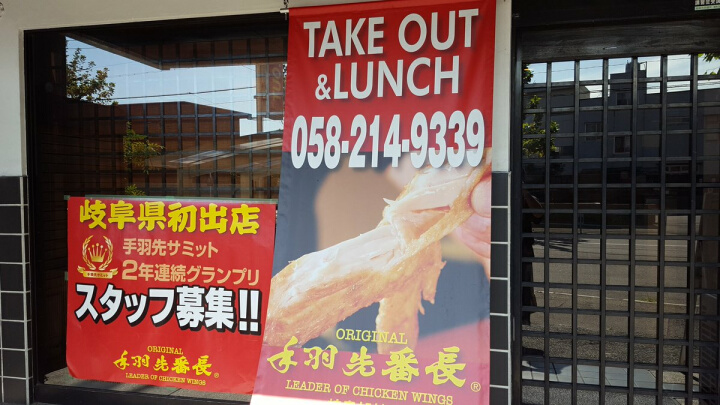 TAKE OUT
&LUNCH
058-214-9339
ORIGINAL
手羽先番長®
LEADER OF CHICKEN WINGS
岐阜県初出店
手羽先サミット
2年連続グランプリ
スタッフ募集!!
ORIGINAL
手羽先番長®
LEADER OF CHICKEN WINGS